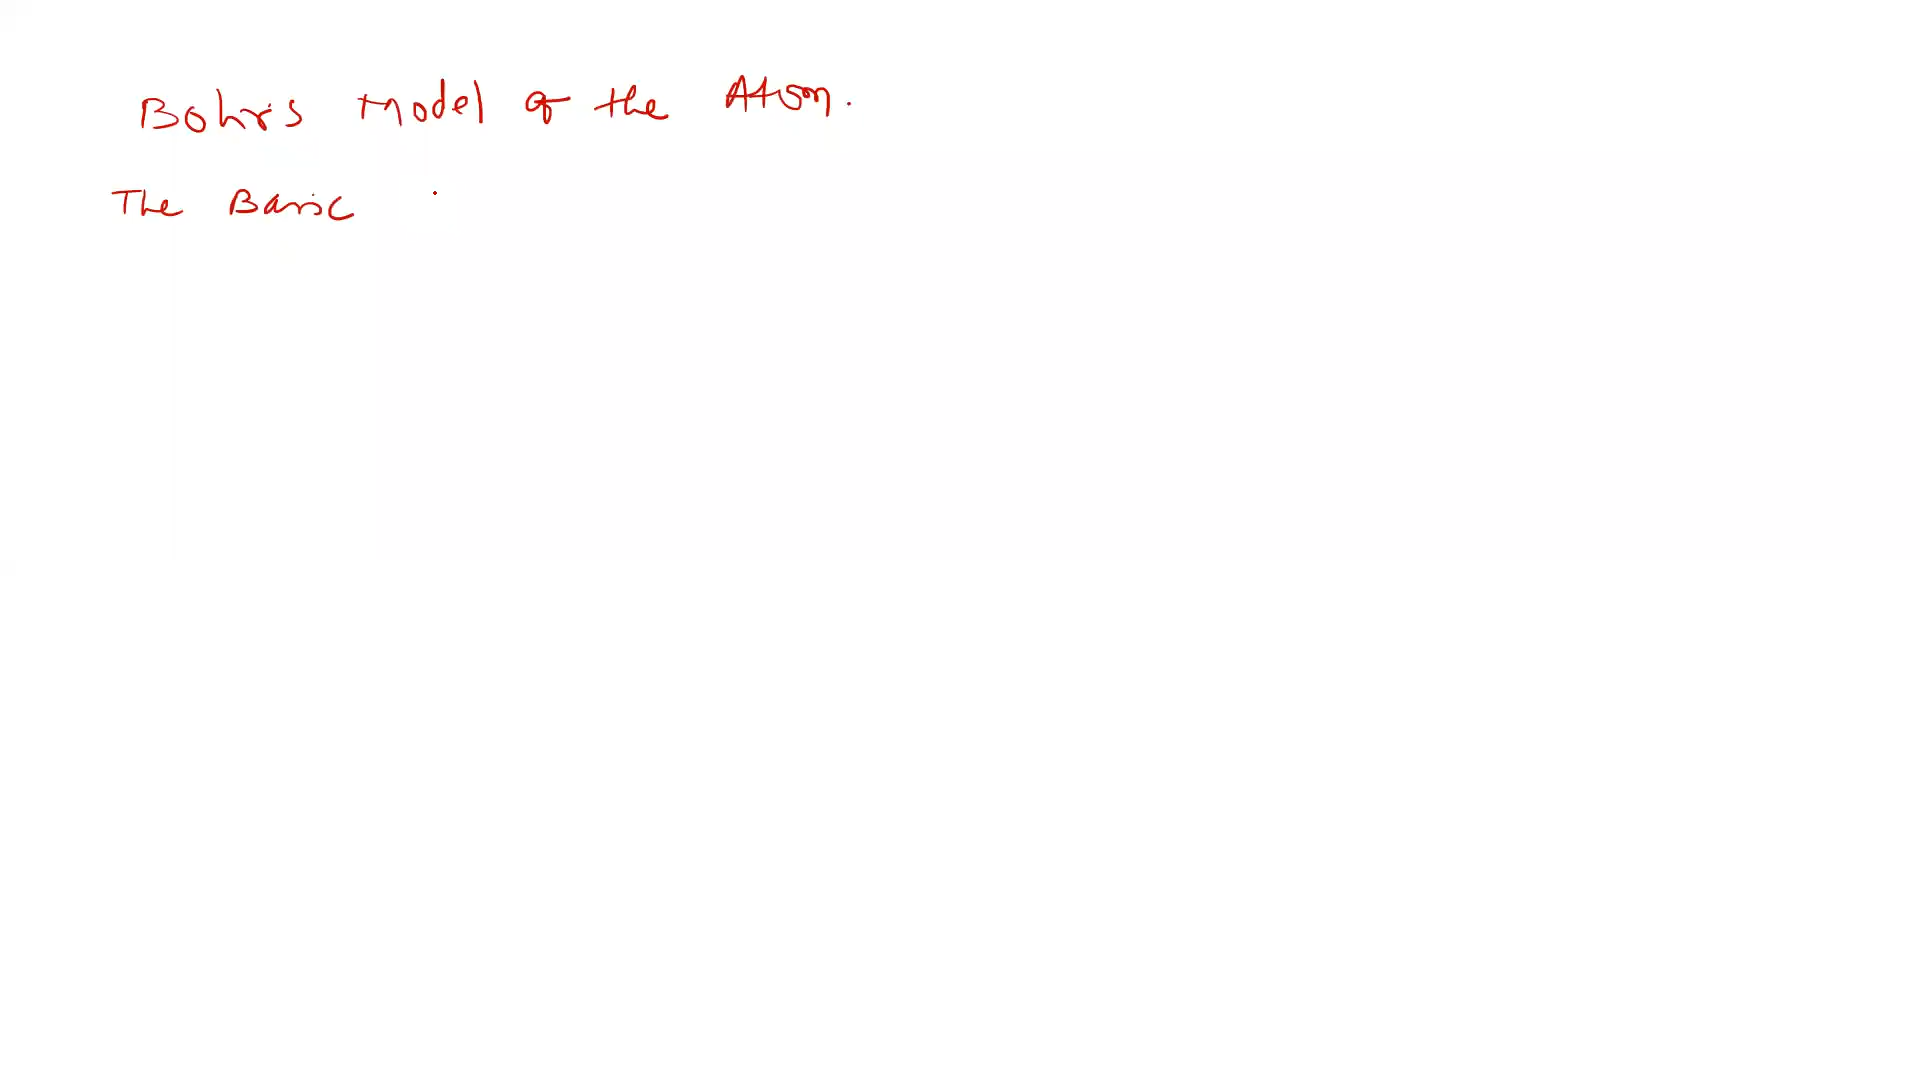 Bohr's Model of the Atom.
The Basic